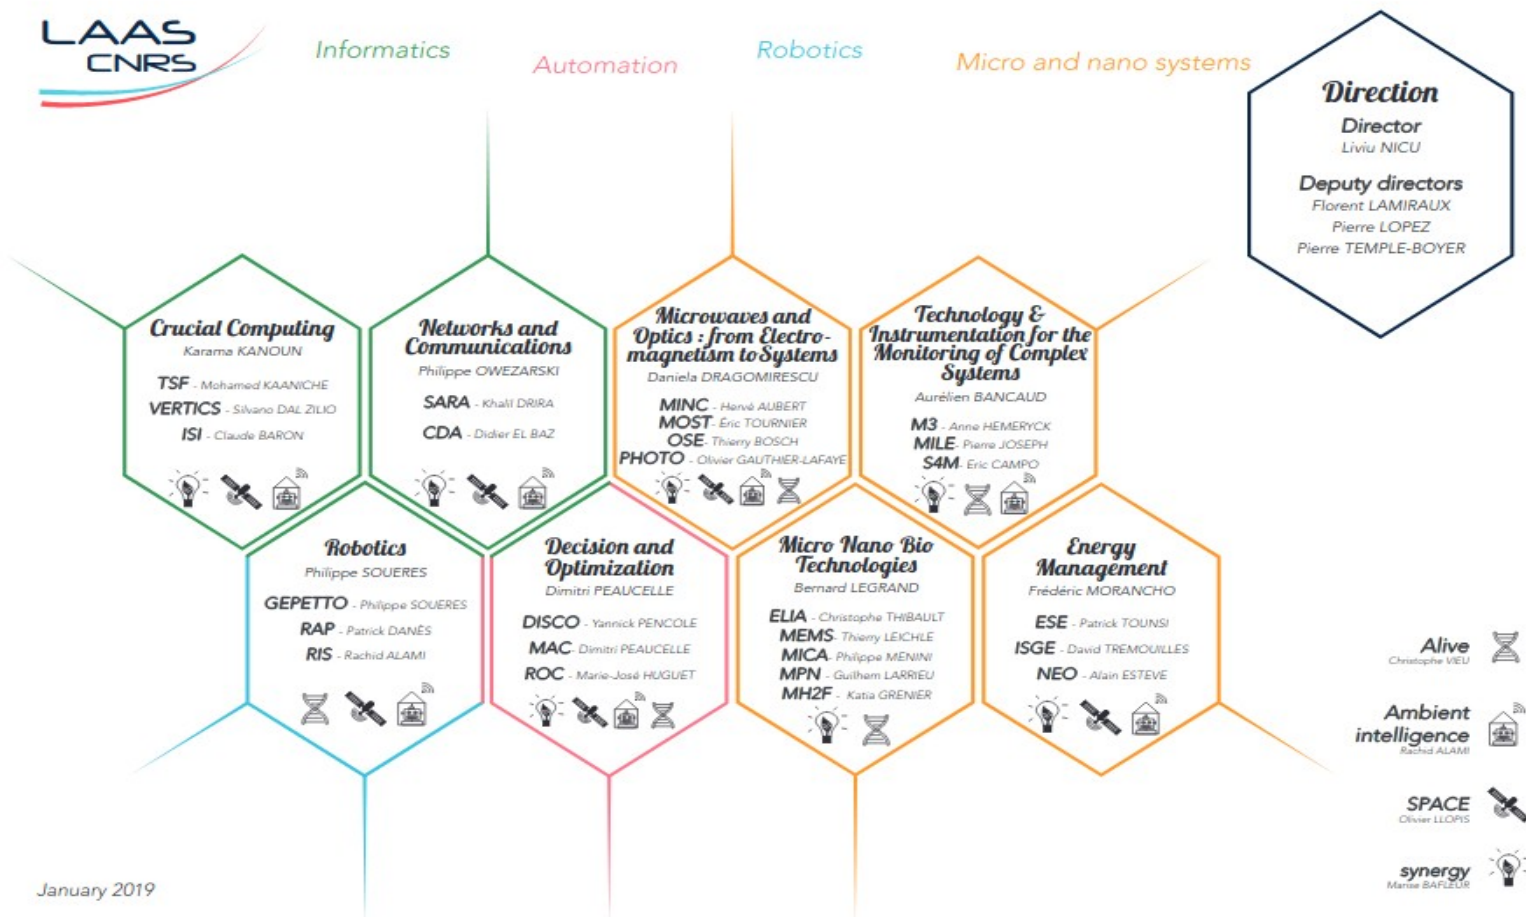 LAAS
CNRS
Informatics
Automation
Robotics
Micro and nano systems
Direction
Director
Liviu NICU
Deputy directors
Florent LAMIRAUX
Pierre LOPEZ
Pierre TEMPLE-BOYER
Crucial Computing
Karama KANOUN
TSF - Mohamed KAANICHE
VERTICS - Silvano DAL ZILIO
ISI - Claude BARON
Networks and
Communications
Philippe OWEZARSKI
SARA - Khalil DRIRA
CDA - Didier EL BAZ
Microwaves and
Optics : from Electro-
magnetism to Systems
Daniela DRAGOMIRESCU
MINC - Hervé AUBERT
MOST- Éric TOURNIER
OSE- Thierry BOSCH
PHOTO - Olivier GAUTHIER-LAFAYE
Technology &
Instrumentation for the
Monitoring of Complex
Systems
Aurélien BANCAUD
M3 - Anne HEMERYCK
MILE- Pierre JOSEPH
S4M- Eric CAMPO
Robotics
Philippe SOUERES
GEPETTO - Philippe SOUERES
RAP - Patrick DANÈS
RIS - Rachid ALAMI
Decision and
Optimization
Dimitri PEAUCELLE
DISCO - Yannick PENCOLE
MAC- Dimitri PEAUCELLE
ROC - Marie-José HUGUET
Micro Nano Bio
Technologies
Bernard LEGRAND
ELIA - Christophe THIBAULT
MEMS- Thierry LEICHLE
MICA- Philippe MENINI
MPN - Guilhem LARRIEU
MH2F - Katia GRENIER
Energy
Management
Frédéric MORANCHO
ESE - Patrick TOUNSI
ISGE - David TREMOUILLES
NEO - Alain ESTEVE
Alive
Christophe VIEU
Ambient
intelligence
Rachid ALAMI
SPACE
Olivier LLOPIS
synergy
Marise BAFLEUR
January 2019